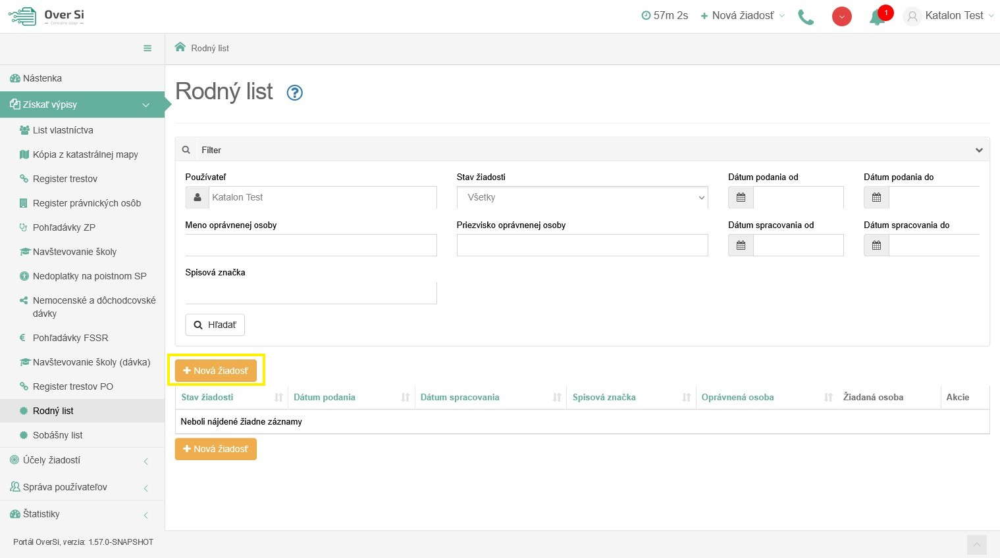 Over Si
Centrálne údaje
57m 2s
Nová žiadosť
1
Katalon Test
Rodný list
Nástenka
Získať výpisy
List vlastníctva
Kópia z katastrálnej mapy
Register trestov
Register právnických osôb
Pohľadávky ZP
Navštevovanie školy
Nedoplatky na poistnom SP
Nemocenské a dôchodcovské
dávky
Pohľadávky FSSR
Navštevovanie školy (dávka)
Register trestov PO
Rodný list
Sobášny list
Účely žiadostí
Správa používateľov
Štatistiky
Portál OverSi, verzia: 1.57.0-SNAPSHOT
Rodný list
Filter
Používateľ
Stav žiadosti
Dátum podania od
Dátum podania do
Katalon Test
Všetky
Meno oprávnenej osoby
Priezvisko oprávnenej osoby
Dátum spracovania od
Dátum spracovania do
Spisová značka
Hľadať
Nová žiadosť
Stav žiadosti
Dátum podania
Dátum spracovania
Spisová značka
Oprávnená osoba
Žiadaná osoba
Akcie
Neboli nájdené žiadne záznamy
Nová žiadosť